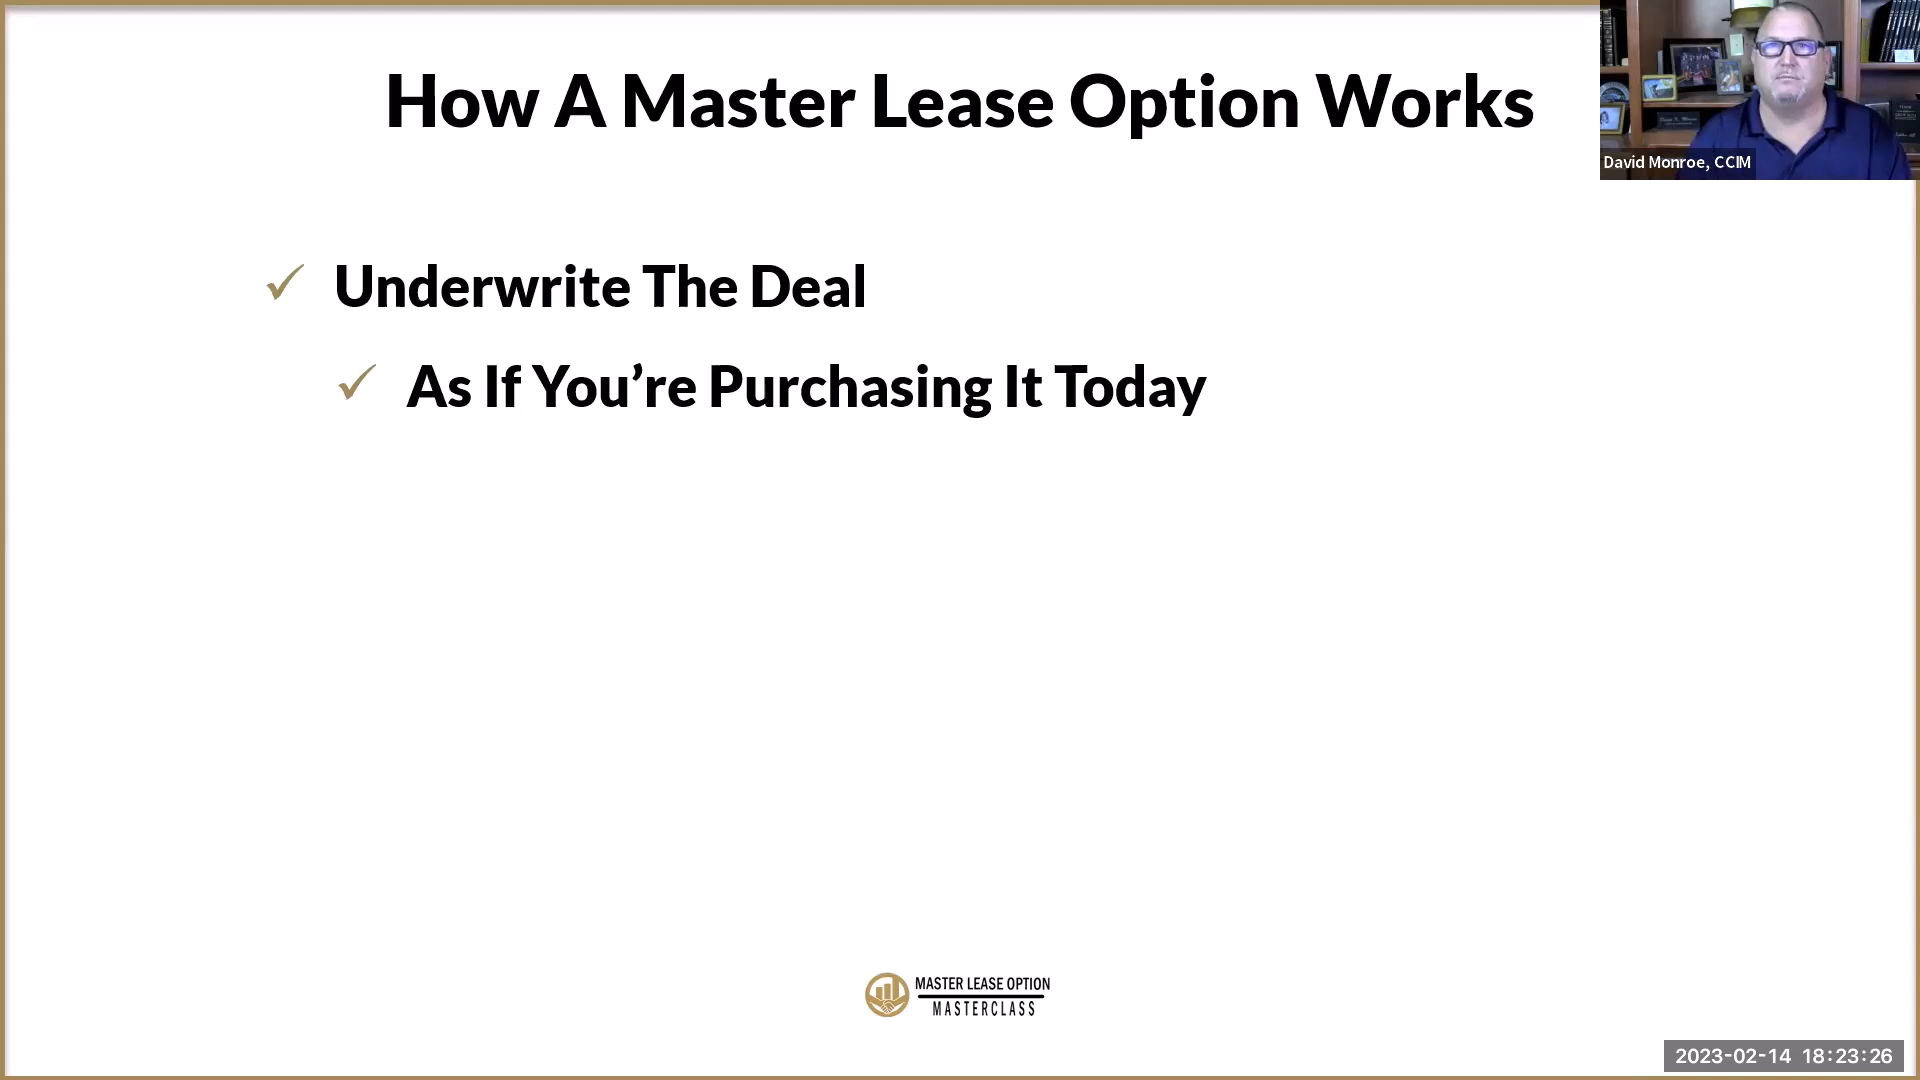 How A Master Lease Option Works
David Monroe, CCIM
Underwrite The Deal
As If You’re Purchasing It Today
MASTER LEASE OPTION
MASTERCLASS
2023-02-14 18:23:26